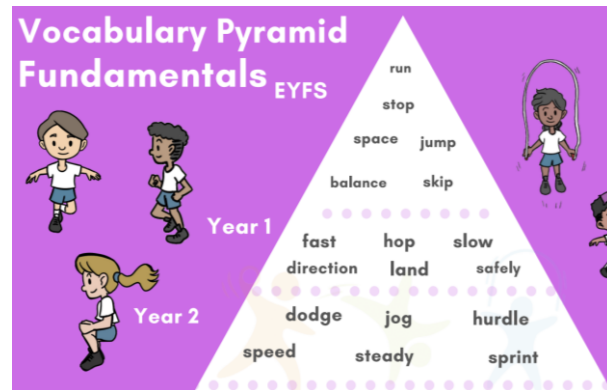 Vocabulary Pyramid
Fundamentals EYFS
run
stop
space jump
balance skip
Year 1
fast hop slow
direction land safely
Year 2
dodge jog hurdle
speed steady sprint